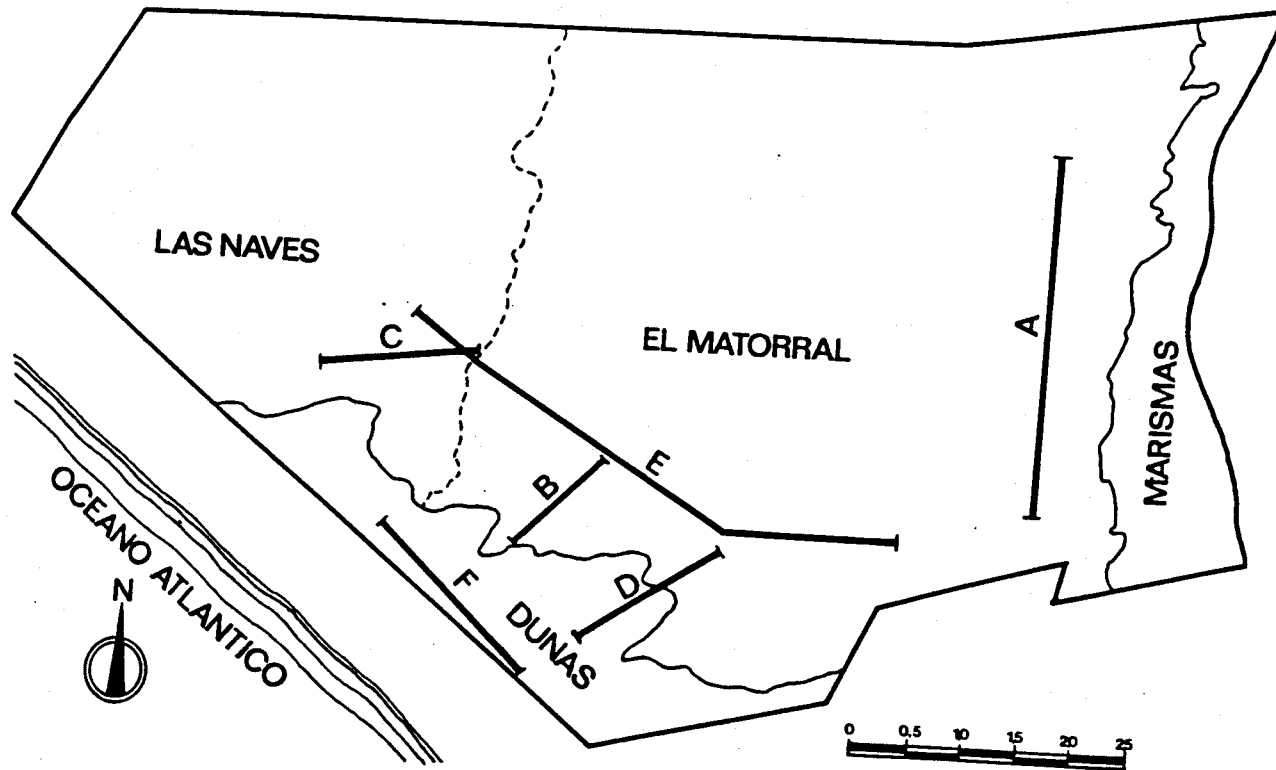 LAS NAVES
C
EL MATORRAL
A
MARISMAS
E
B
F
D
DUNAS
OCEANO ATLANTICO
N
0 0.5 10 15 20 25